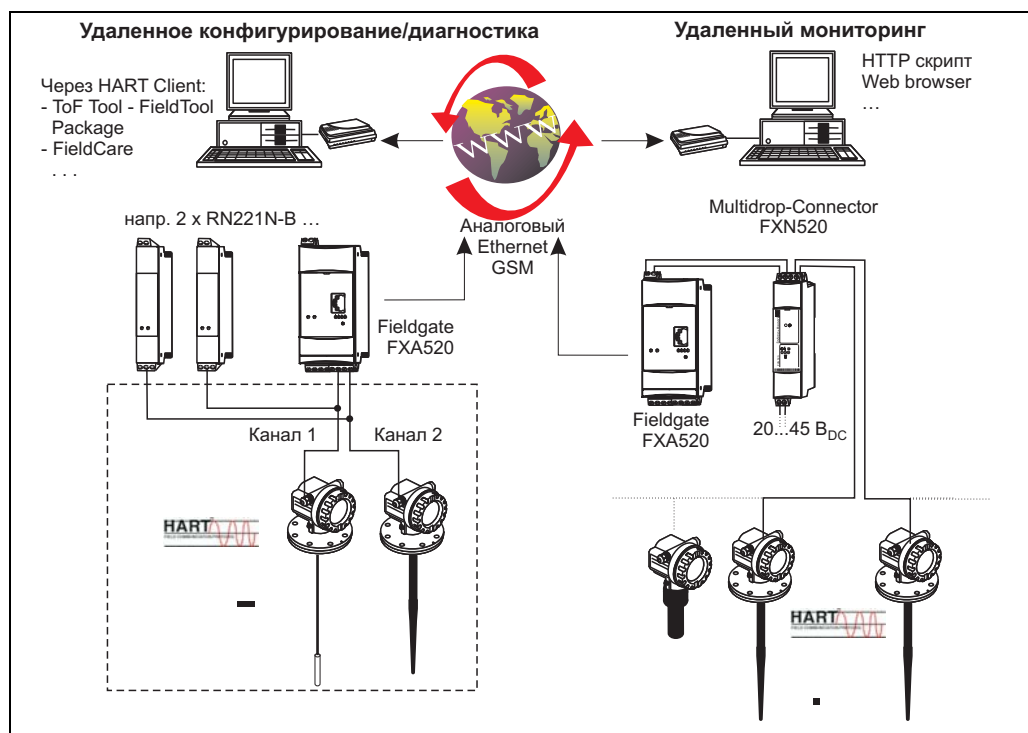 Удаленное конфигурирование/диагностика
Удаленный мониторинг
Через HART Client:
- ToF Tool - FieldTool
Package
- FieldCare
. . .
HTTP скрипт
Web browser
...
WWW
напр. 2 x RN221N-B ...
Аналоговый
Ethernet
GSM
Multidrop-Connector
FXN520
Fieldgate
FXA520
Fieldgate
FXA520
20...45 В DC
Канал 1
Канал 2
HART
HART